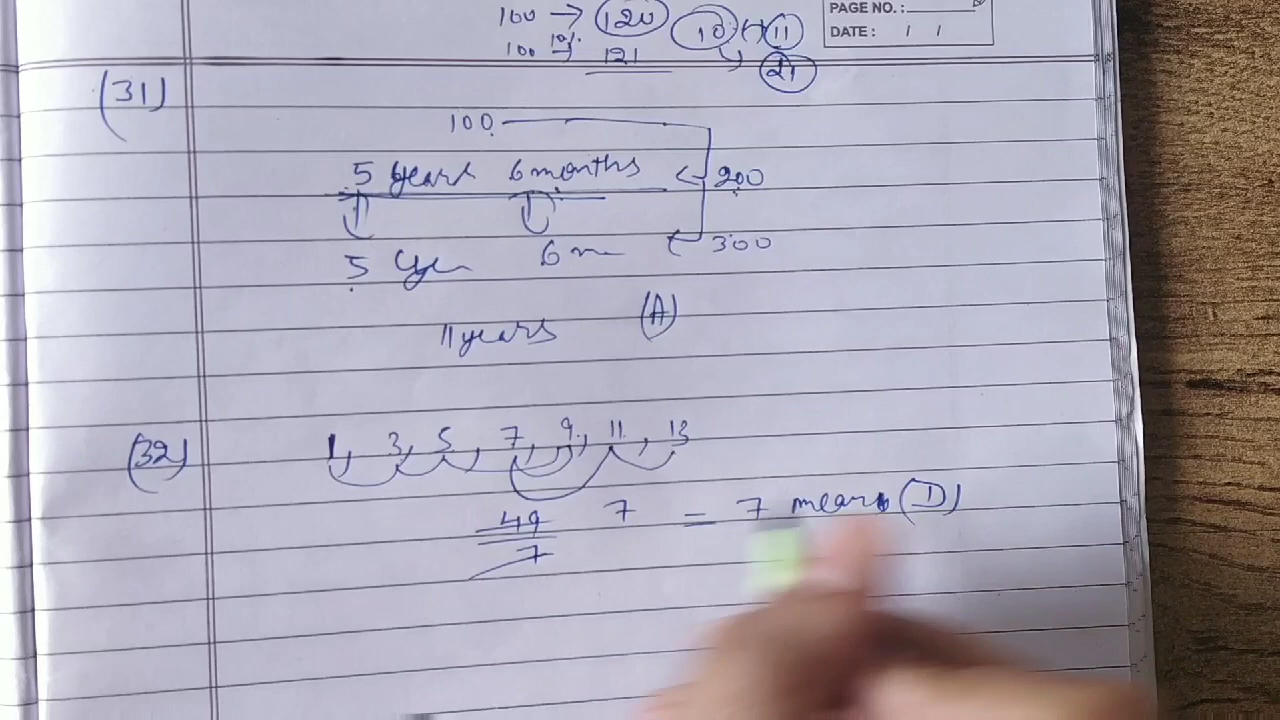 100 → 120 10 11 PAGE NO. :
100 10% → 121 21 DATE : / /
(31)
100
5 years 6 months ← 200
5 6 m ← 300
11 years (A)
(32) 1, 3, 5, 7, 9, 11, 13
49 7 = 7 mean (D)
7